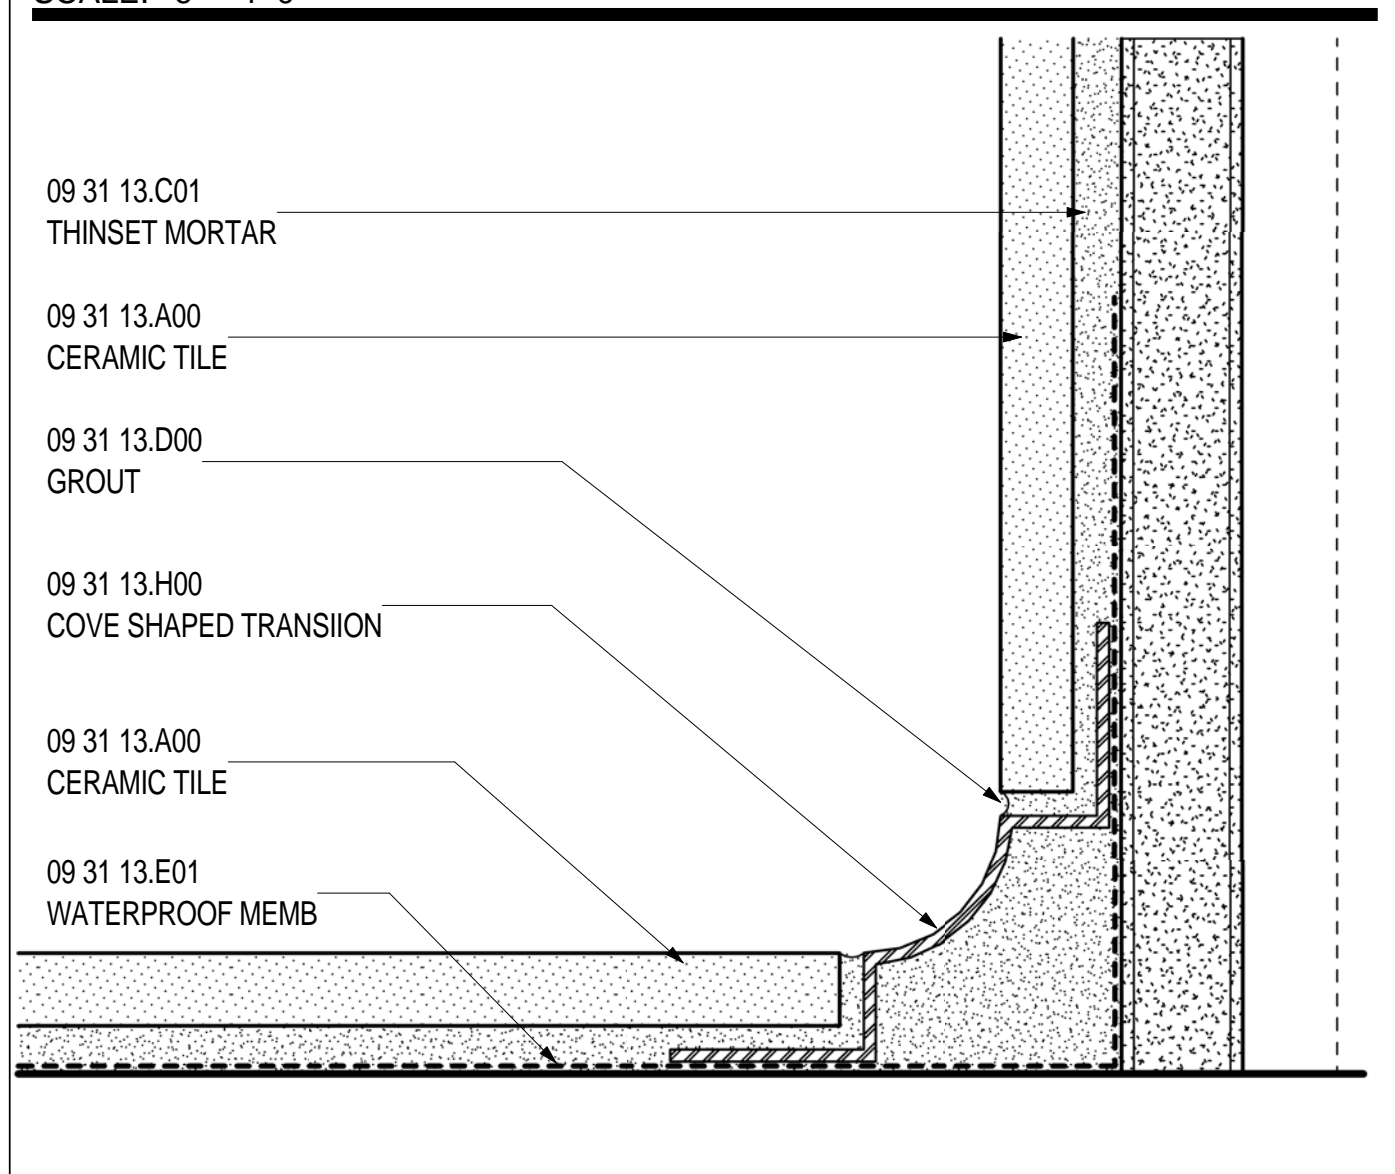 09 31 13.C01
THINSET MORTAR
09 31 13.A00
CERAMIC TILE
09 31 13.D00
GROUT
09 31 13.H00
COVE SHAPED TRANSIION
09 31 13.A00
CERAMIC TILE
09 31 13.E01
WATERPROOF MEMB